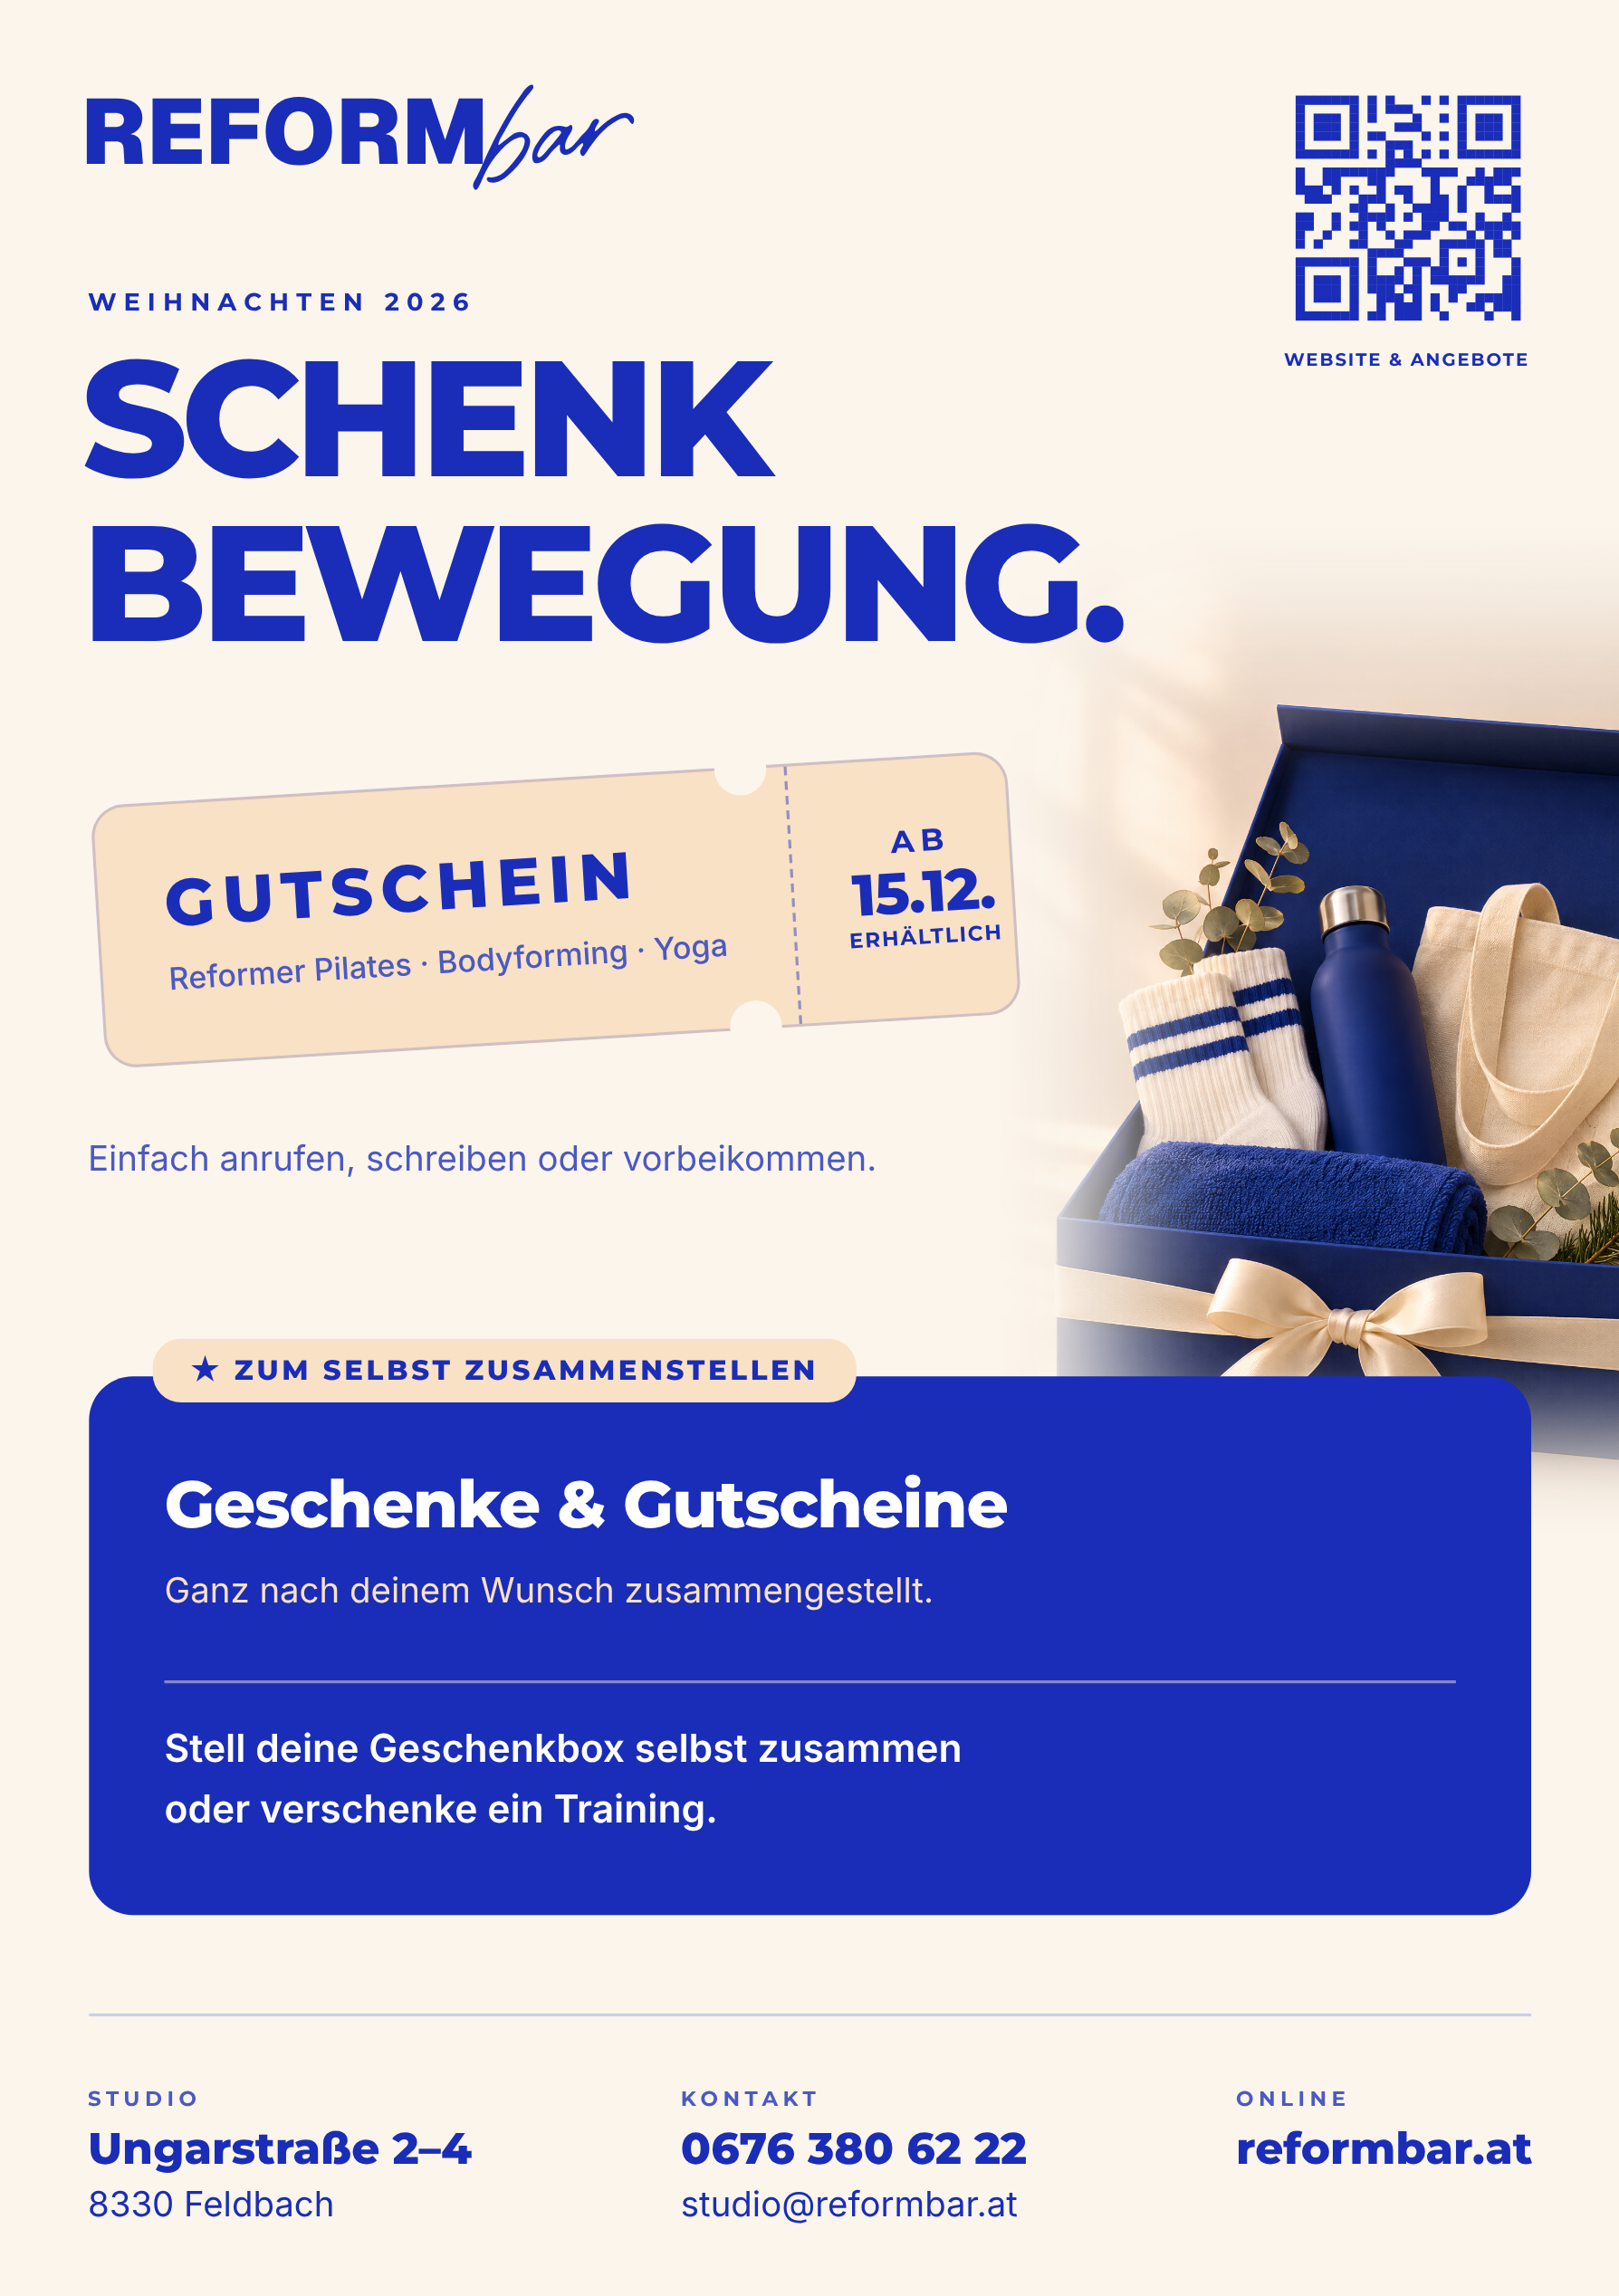 REFORMbar
WEBSITE & ANGEBOTE
WEIHNACHTEN 2026
SCHENK
BEWEGUNG.
GUTSCHEIN
Reformer Pilates · Bodyforming · Yoga
AB
15.12.
ERHÄLTLICH
Einfach anrufen, schreiben oder vorbeikommen.
★ ZUM SELBST ZUSAMMENSTELLEN
Geschenke & Gutscheine
Ganz nach deinem Wunsch zusammengestellt.
Stell deine Geschenkbox selbst zusammen
oder verschenke ein Training.
STUDIO
Ungarstraße 2–4
8330 Feldbach
KONTAKT
0676 380 62 22
studio@reformbar.at
ONLINE
reformbar.at